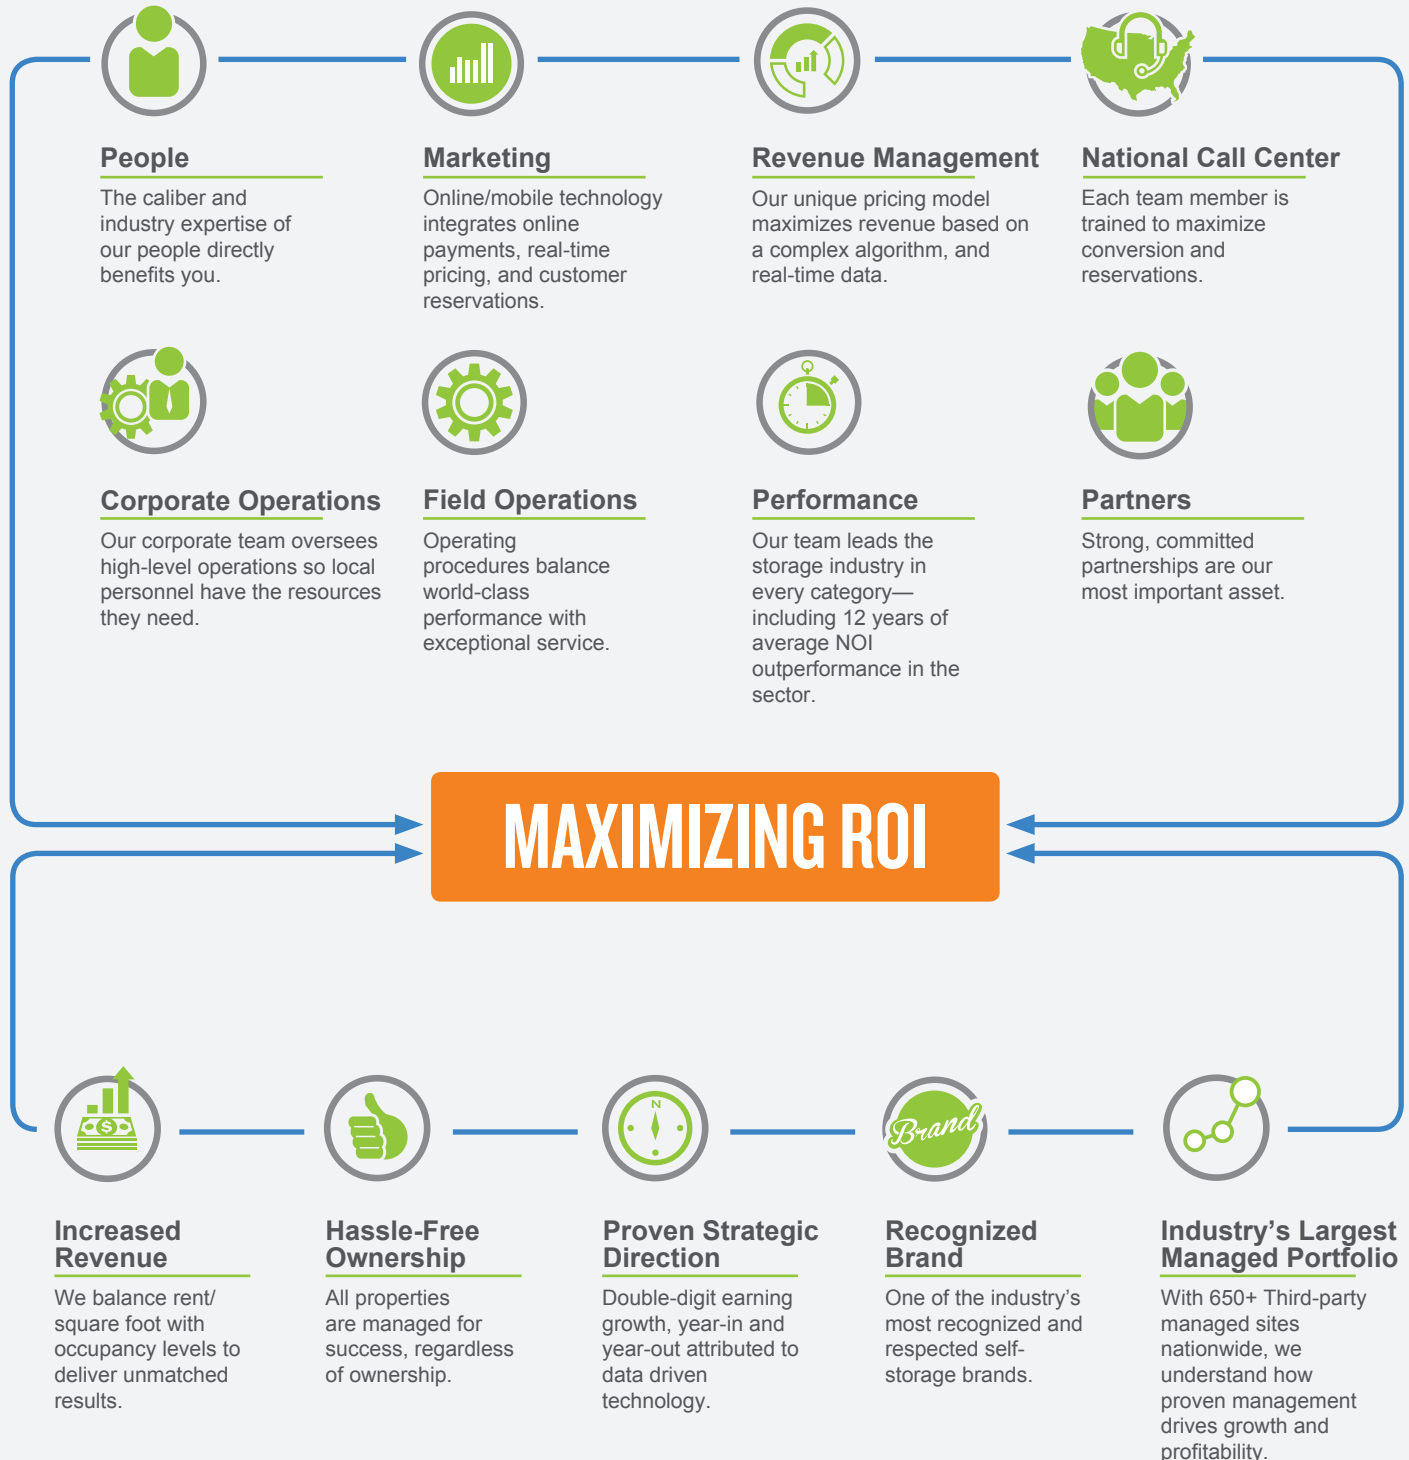 People
The caliber and
industry expertise of
our people directly
benefits you.
Marketing
Online/mobile technology
integrates online
payments, real-time
pricing, and customer
reservations.
Revenue Management
Our unique pricing model
maximizes revenue based on
a complex algorithm, and
real-time data.
National Call Center
Each team member is
trained to maximize
conversion and
reservations.
Corporate Operations
Our corporate team oversees
high-level operations so local
personnel have the resources
they need.
Field Operations
Operating
procedures balance
world-class
performance with
exceptional service.
Performance
Our team leads the
storage industry in
every category—
including 12 years of
average NOI
outperformance in the
sector.
Partners
Strong, committed
partnerships are our
most important asset.
MAXIMIZING ROI
$
Increased
Revenue
We balance rent/
square foot with
occupancy levels to
deliver unmatched
results.
Hassle-Free
Ownership
All properties
are managed for
success, regardless
of ownership.
N
Proven Strategic
Direction
Double-digit earning
growth, year-in and
year-out attributed to
data driven
technology.
Brand
Recognized
Brand
One of the industry’s
most recognized and
respected self-
storage brands.
Industry’s Largest
Managed Portfolio
With 650+ Third-party
managed sites
nationwide, we
understand how
proven management
drives growth and
profitability.